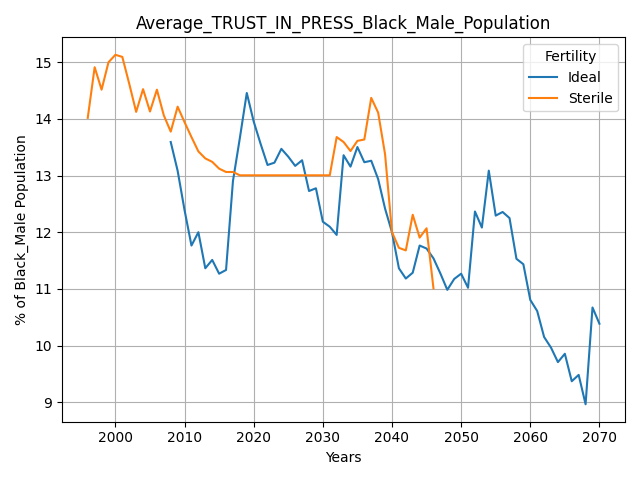 Average_TRUST_IN_PRESS_Black_Male_Population
Fertility
Ideal
Sterile
% of Black_Male Population
15
14
13
12
11
10
9
2000 2010 2020 2030 2040 2050 2060 2070
Years